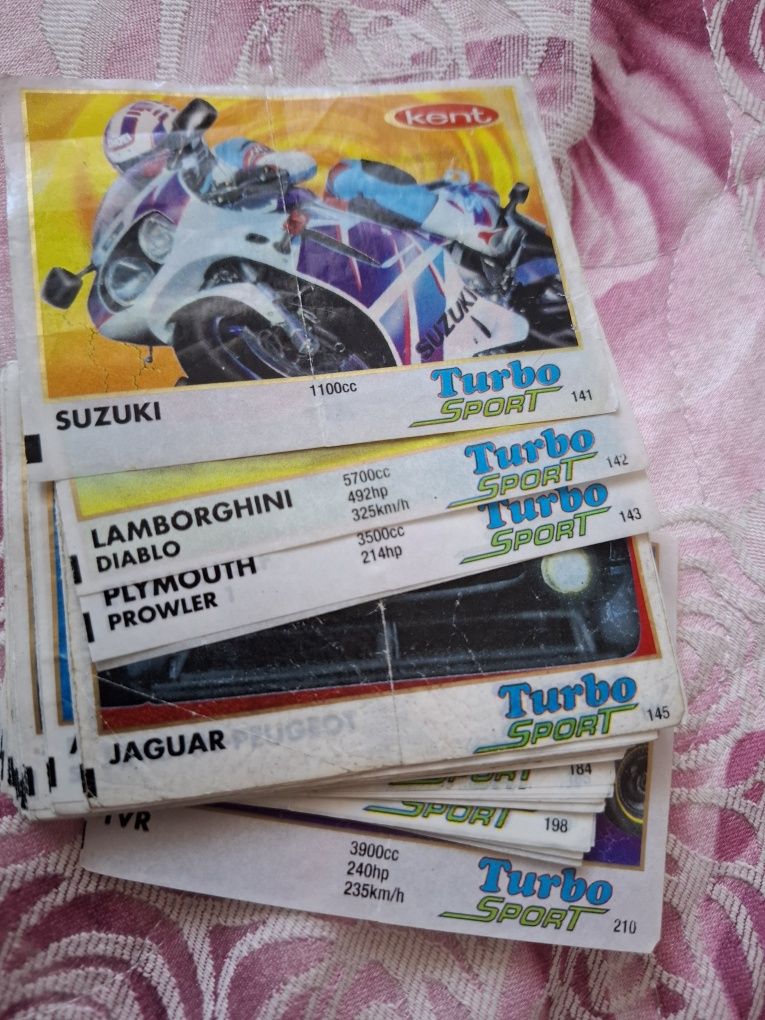 kent
SUZUKI
SUZUKI
1100cc
Turbo
SPORT
141
LAMBORGHINI
DIABLO
5700cc
492hp
325km/h
Turbo
SPORT
142
PLYMOUTH
PROWLER
3500cc
214hp
Turbo
SPORT
143
JAGUAR
PEUGEOT
Turbo
SPORT
145
SPORT
184
SPORT
198
TVR
3900cc
240hp
235km/h
Turbo
SPORT
210